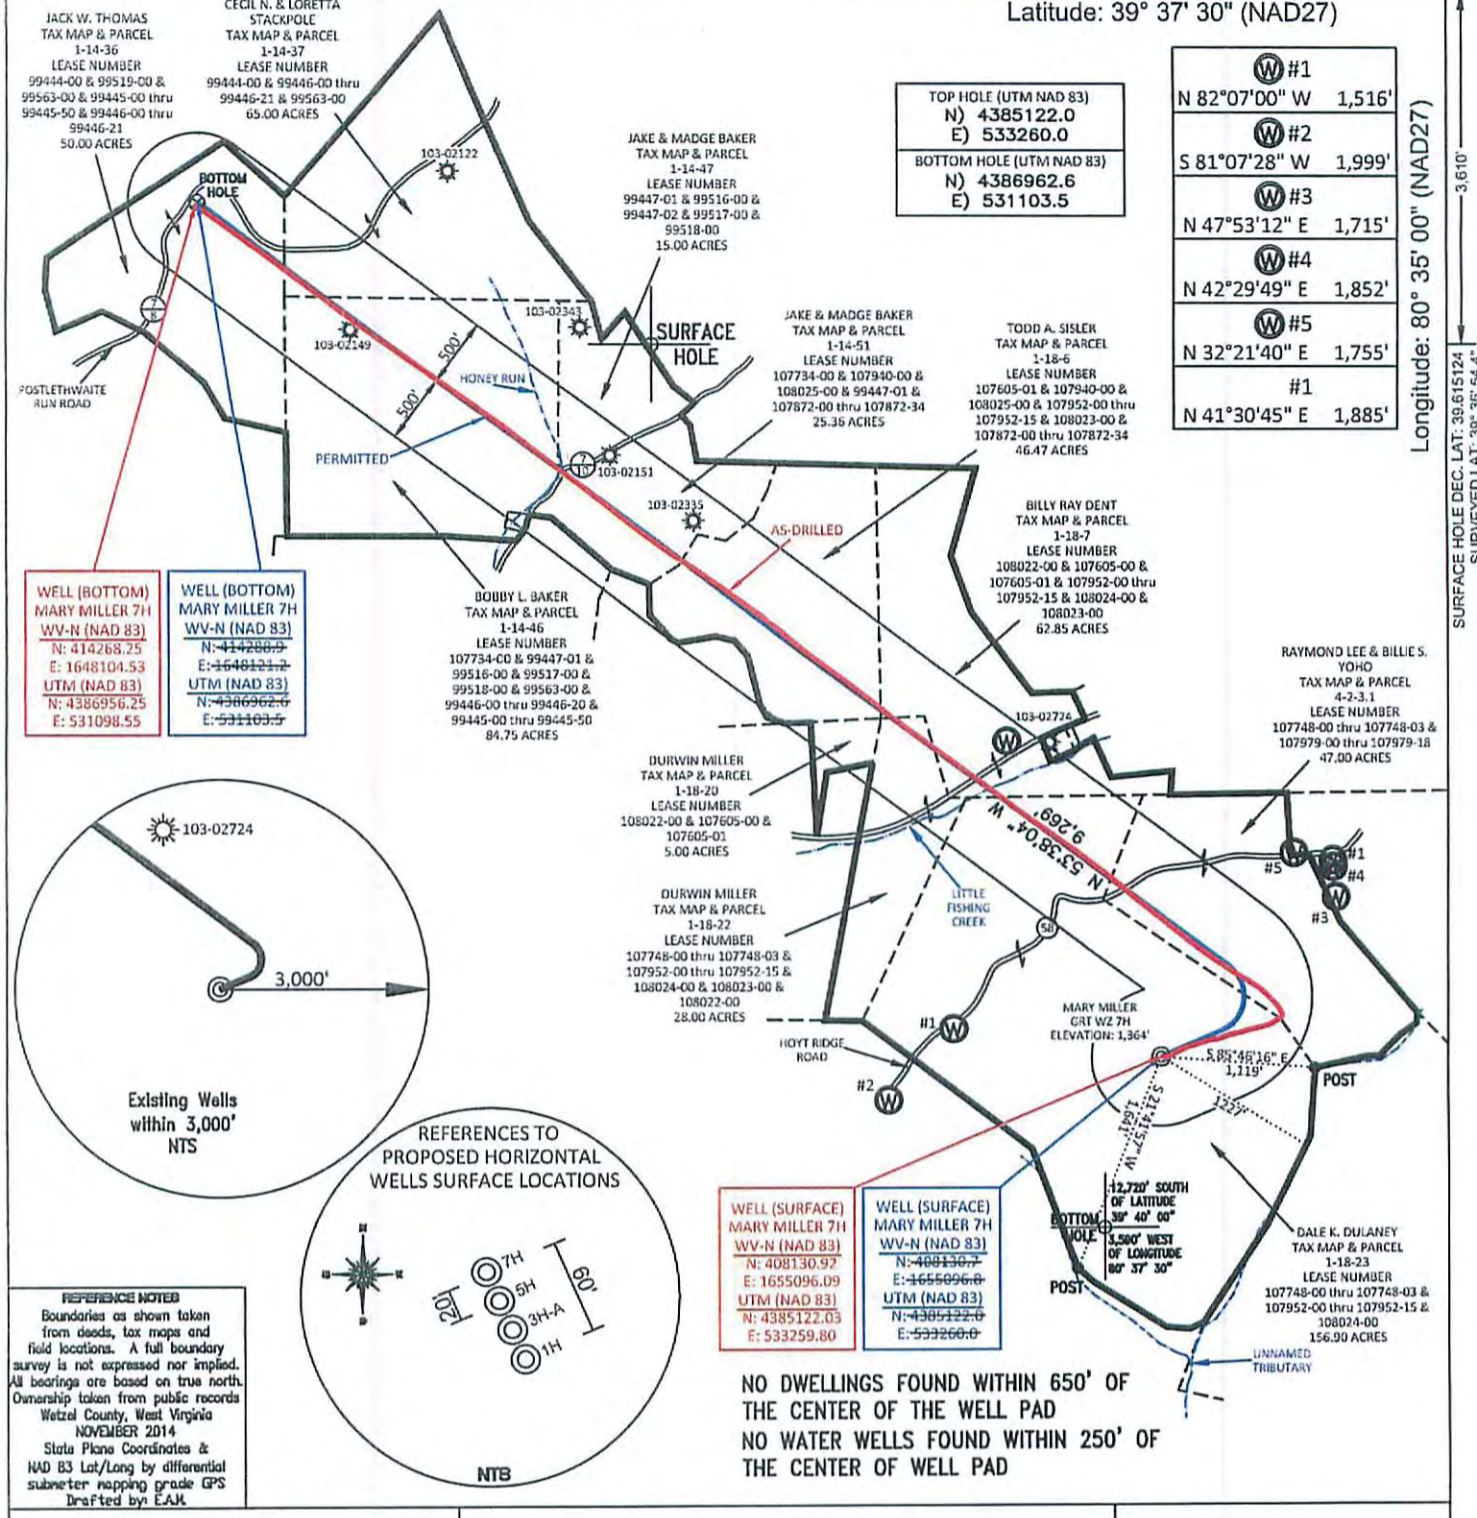 JACK W. THOMAS
TAX MAP & PARCEL
1-14-36
LEASE NUMBER
99444-00 & 99519-00 &
99563-00 & 99445-00 thru
99445-50 & 99446-00 thru
99446-21
50.00 ACRES
CECIL N. & LORETTA
STACKPOLE
TAX MAP & PARCEL
1-14-37
LEASE NUMBER
99444-00 & 99446-00 thru
99446-21 & 99563-00
65.00 ACRES
Latitude: 39° 37' 30" (NAD27)
TOP HOLE (UTM NAD 83)
N) 4385122.0
E) 533260.0
BOTTOM HOLE (UTM NAD 83)
N) 4386962.6
E) 531103.5
W #1
N 82°07'00" W 1,516'
W #2
S 81°07'28" W 1,999'
W #3
N 47°53'12" E 1,715'
W #4
N 42°29'49" E 1,852'
W #5
N 32°21'40" E 1,755'
#1
N 41°30'45" E 1,885'
Longitude: 80° 35' 00" (NAD27)
3,610'
SURFACE HOLE DEC. LAT: 39.615124
JAKE & MADGE BAKER
TAX MAP & PARCEL
1-14-47
LEASE NUMBER
99447-01 & 99516-00 &
99447-02 & 99517-00 &
99518-00
15.00 ACRES
103-02122
BOTTOM
HOLE
7
8
POSTLETHWAITE
RUN ROAD
103-02149
500'
500'
HONEY RUN
103-02343
SURFACE
HOLE
PERMITTED
7
10
103-02151
103-02335
AS-DRILLED
JAKE & MADGE BAKER
TAX MAP & PARCEL
1-14-51
LEASE NUMBER
107734-00 & 107940-00 &
108025-00 & 99447-01 &
107872-00 thru 107872-34
25.36 ACRES
TODD A. SISLER
TAX MAP & PARCEL
1-18-6
LEASE NUMBER
107605-01 & 107940-00 &
108025-00 & 107952-00 thru
107952-15 & 108023-00 &
107872-00 thru 107872-34
46.47 ACRES
BILLY RAY DENT
TAX MAP & PARCEL
1-18-7
LEASE NUMBER
108022-00 & 107605-00 &
107605-01 & 107952-00 thru
107952-15 & 108024-00 &
108023-00
62.85 ACRES
WELL (BOTTOM)
MARY MILLER 7H
WV-N (NAD 83)
N: 414268.25
E: 1648104.53
UTM (NAD 83)
N: 4386956.25
E: 531098.55
WELL (BOTTOM)
MARY MILLER 7H
WV-N (NAD 83)
N: 414288.9
E: 1648121.2
UTM (NAD 83)
N: 4386962.6
E: 531103.5
BOBBY L. BAKER
TAX MAP & PARCEL
1-14-46
LEASE NUMBER
107734-00 & 99447-01 &
99516-00 & 99517-00 &
99518-00 & 99563-00 &
99446-00 thru 99446-20 &
99445-00 thru 99445-50
84.75 ACRES
RAYMOND LEE & BILLIE S.
YOHO
TAX MAP & PARCEL
4-2-3.1
LEASE NUMBER
107748-00 thru 107748-03 &
107979-00 thru 107979-18
47.00 ACRES
103-02724
W
DURWIN MILLER
TAX MAP & PARCEL
1-18-20
LEASE NUMBER
108022-00 & 107605-00 &
107605-01
5.00 ACRES
N 53°38'04" W
9,269'
#5 W
W #1
#4
W
#3
LITTLE
FISHING
CREEK
58
DURWIN MILLER
TAX MAP & PARCEL
1-18-22
LEASE NUMBER
107748-00 thru 107748-03 &
107952-00 thru 107952-15 &
108024-00 & 108023-00 &
108022-00
28.00 ACRES
103-02724
3,000'
Existing Wells
within 3,000'
NTS
HOYT RIDGE
ROAD
#1 W
#2 W
MARY MILLER
GRT WZ 7H
ELEVATION: 1,364'
S 85°46'16" E
1,119'
POST
1227'
S 21°41'57" W
1,641'
12,720' SOUTH
OF LATITUDE
39° 40' 00"
BOTTOM
HOLE
3,500' WEST
OF LONGITUDE
80° 37' 30"
POST
DALE K. DULANEY
TAX MAP & PARCEL
1-18-23
LEASE NUMBER
107748-00 thru 107748-03 &
107952-00 thru 107952-15 &
108024-00
156.90 ACRES
UNNAMED
TRIBUTARY
REFERENCES TO
PROPOSED HORIZONTAL
WELLS SURFACE LOCATIONS
7H
5H
3H-A
1H
20'
60'
NTS
WELL (SURFACE)
MARY MILLER 7H
WV-N (NAD 83)
N: 408130.92
E: 1655096.09
UTM (NAD 83)
N: 4385122.03
E: 533259.80
WELL (SURFACE)
MARY MILLER 7H
WV-N (NAD 83)
N: 408130.7
E: 1655096.8
UTM (NAD 83)
N: 4385122.0
E: 533260.0
REFERENCE NOTES
Boundaries as shown taken
from deeds, tax maps and
field locations. A full boundary
survey is not expressed nor implied.
All bearings are based on true north.
Ownership taken from public records
Wetzel County, West Virginia
NOVEMBER 2014
State Plane Coordinates &
NAD 83 Lat/Long by differential
submeter mapping grade GPS
Drafted by: E.A.H.
NO DWELLINGS FOUND WITHIN 650' OF
THE CENTER OF THE WELL PAD
NO WATER WELLS FOUND WITHIN 250' OF
THE CENTER OF WELL PAD